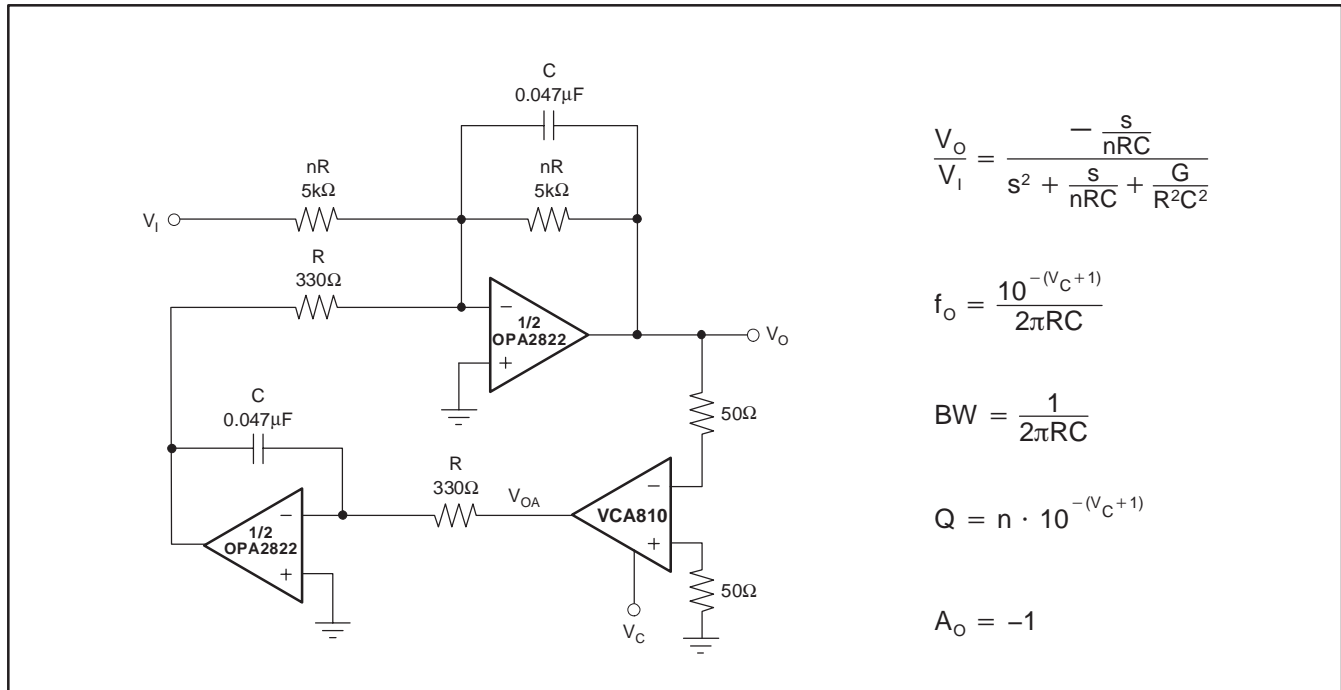 C
0.047μF
nR
5kΩ
nR
5kΩ
V_I
R
330Ω
−
1/2
OPA2822
+
V_O
50Ω
C
0.047μF
R
330Ω
V_OA
−
VCA810
+
−
1/2
OPA2822
+
50Ω
V_C
V_O / V_I = − s/nRC / (s² + s/nRC + G/R²C²)
f_O = 10^−(V_C+1) / 2πRC
BW = 1 / 2πRC
Q = n · 10^−(V_C+1)
A_O = −1